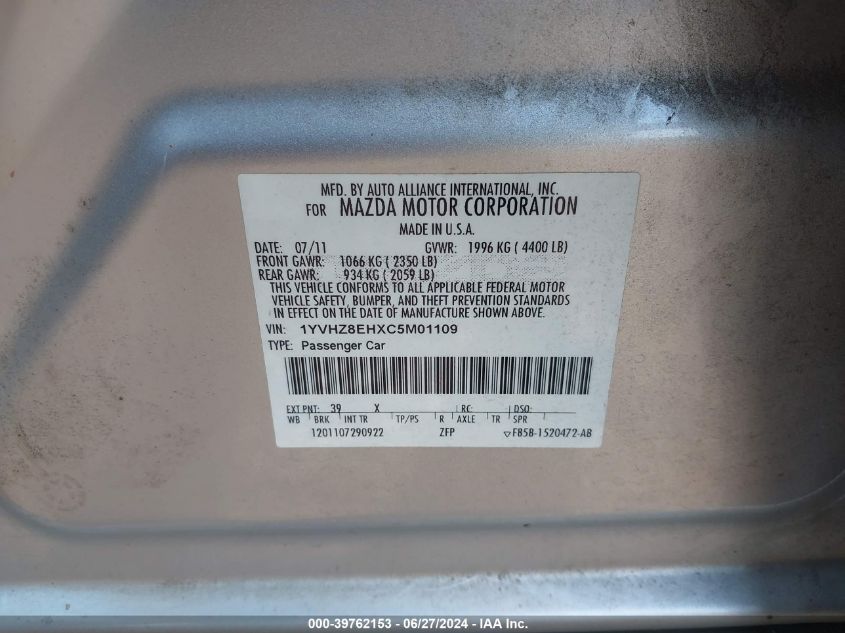 MFD. BY AUTO ALLIANCE INTERNATIONAL, INC.
FOR MAZDA MOTOR CORPORATION
MADE IN U.S.A.
DATE: 07/11 GVWR: 1996 KG ( 4400 LB)
FRONT GAWR: 1066 KG ( 2350 LB)
REAR GAWR: 934 KG ( 2059 LB)
THIS VEHICLE CONFORMS TO ALL APPLICABLE FEDERAL MOTOR
VEHICLE SAFETY, BUMPER, AND THEFT PREVENTION STANDARDS
IN EFFECT ON THE DATE OF MANUFACTURE SHOWN ABOVE.
VIN: 1YVHZ8EHXC5M01109
TYPE: Passenger Car
EXT PNT: 39 X RC: DSO:
WB BRK INT TR TP/PS R AXLE TR SPR
1201107290922 ZFP ▽FB5B-1520472-AB
000-39762153 - 06/27/2024 - IAA Inc.